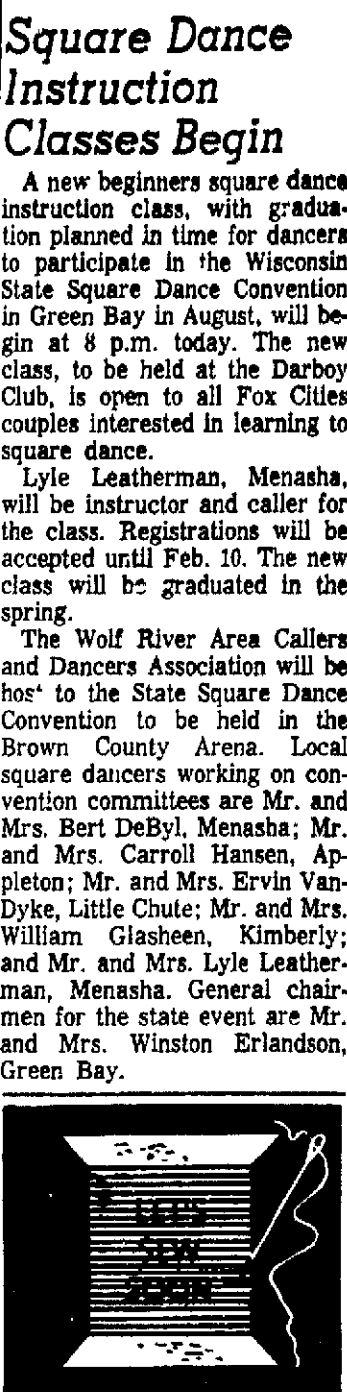 Square Dance
Instruction
Classes Begin
A new beginners square dance
instruction class, with gradua-
tion planned in time for dancers
to participate in the Wisconsin
State Square Dance Convention
in Green Bay in August, will be-
gin at 8 p.m. today. The new
class, to be held at the Darboy
Club, is open to all Fox Cities
couples interested in learning to
square dance.
Lyle Leatherman, Menasha,
will be instructor and caller for
the class. Registrations will be
accepted until Feb. 10. The new
class will be graduated in the
spring.
The Wolf River Area Callers
and Dancers Association will be
host to the State Square Dance
Convention to be held in the
Brown County Arena. Local
square dancers working on con-
vention committees are Mr. and
Mrs. Bert DeByl, Menasha; Mr.
and Mrs. Carroll Hansen, Ap-
pleton; Mr. and Mrs. Ervin Van-
Dyke, Little Chute; Mr. and Mrs.
William Glasheen, Kimberly;
and Mr. and Mrs. Lyle Leather-
man, Menasha. General chair-
men for the state event are Mr.
and Mrs. Winston Erlandson,
Green Bay.
LET'S
SEW
SOON